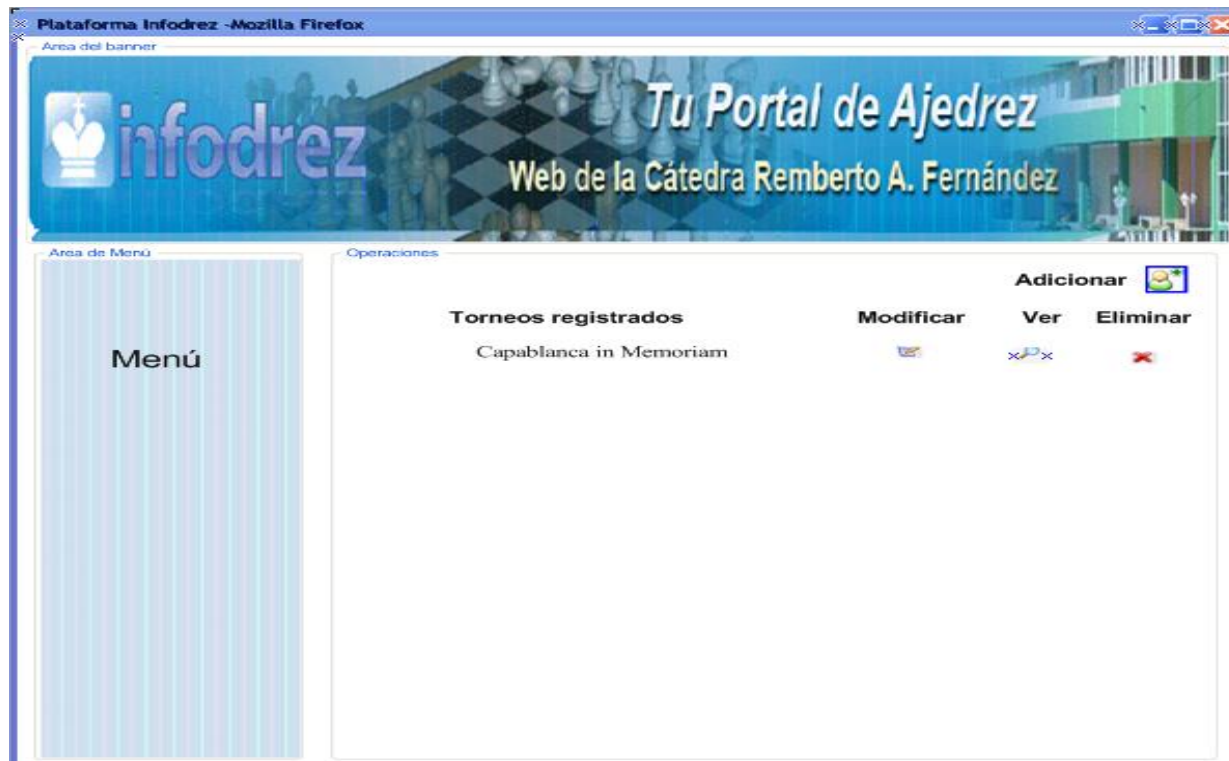 Plataforma Infodrez -Mozilla Firefox
Area del banner
infodrez
Tu Portal de Ajedrez
Web de la Cátedra Remberto A. Fernández
Area de Menú
Operaciones
Adicionar
Torneos registrados Modificar Ver Eliminar
Menú
Capablanca in Memoriam